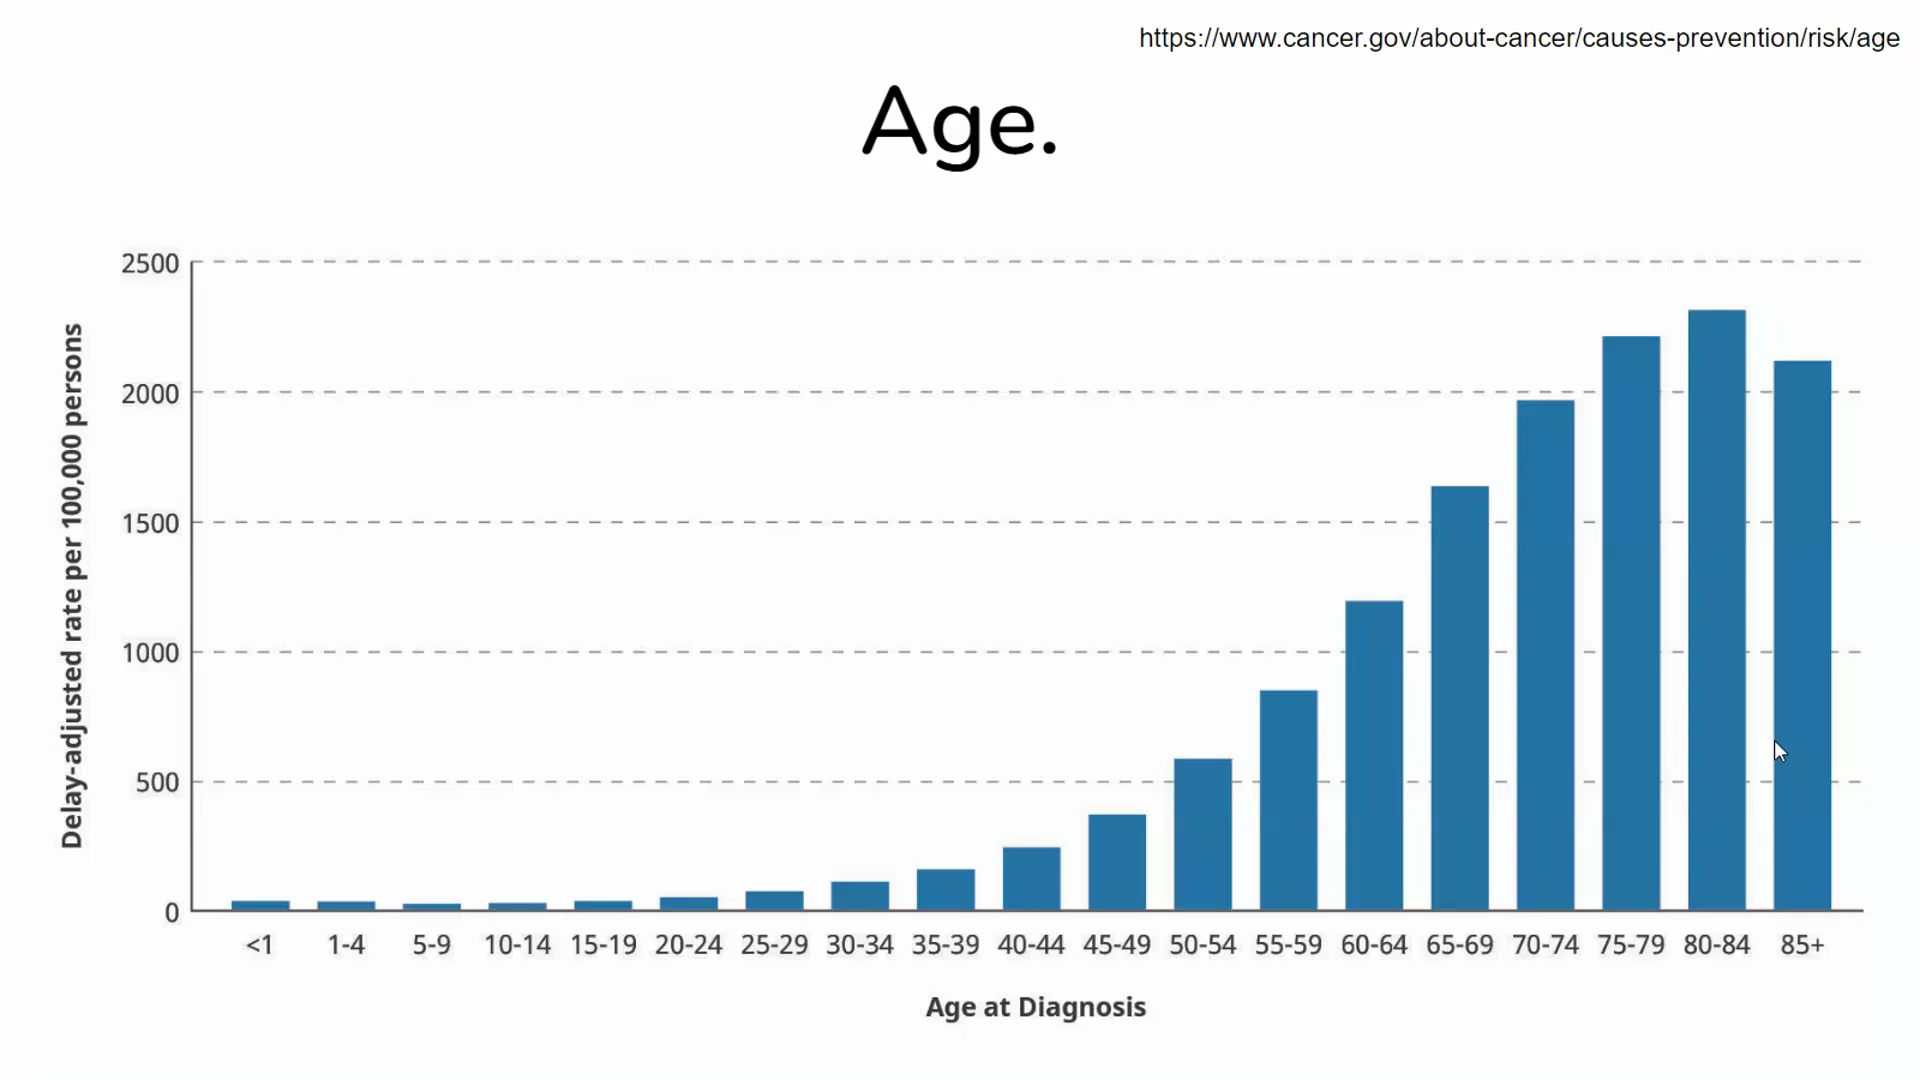 https://www.cancer.gov/about-cancer/causes-prevention/risk/age
Age.
Delay-adjusted rate per 100,000 persons
2500
2000
1500
1000
500
0
<1 1-4 5-9 10-14 15-19 20-24 25-29 30-34 35-39 40-44 45-49 50-54 55-59 60-64 65-69 70-74 75-79 80-84 85+
Age at Diagnosis